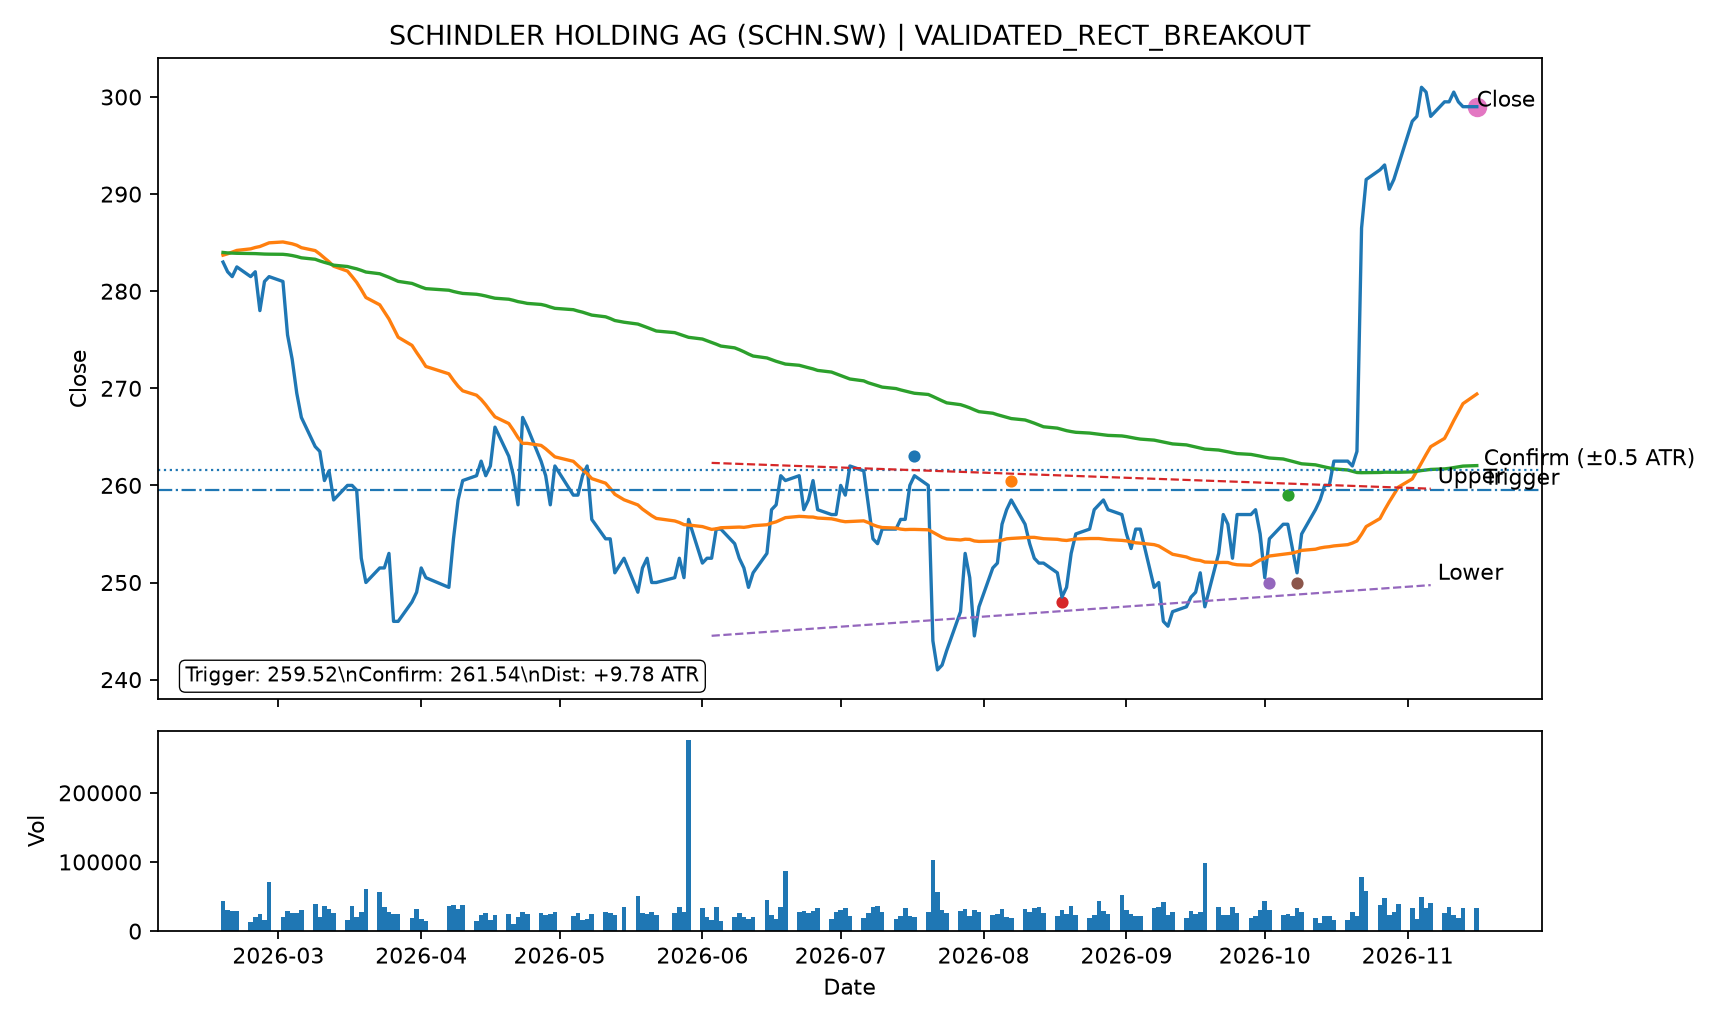 SCHINDLER HOLDING AG (SCHN.SW) | VALIDATED_RECT_BREAKOUT
300
290
280
270
260
250
240
Close
Close
Confirm (±0.5 ATR)
Upper
Trigger
Lower
Trigger: 259.52\nConfirm: 261.54\nDist: +9.78 ATR
200000
100000
0
Vol
2026-03
2026-04
2026-05
2026-06
2026-07
2026-08
2026-09
2026-10
2026-11
Date